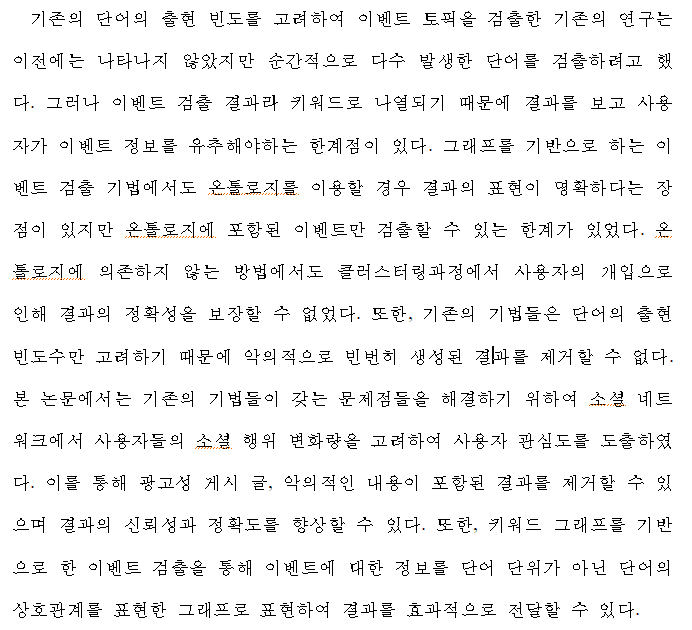 기존의 단어의 출현 빈도를 고려하여 이벤트 토픽을 검출한 기존의 연구는
이전에는 나타나지 않았지만 순간적으로 다수 발생한 단어를 검출하려고 했
다. 그러나 이벤트 검출 결과라 키워드로 나열되기 때문에 결과를 보고 사용
자가 이벤트 정보를 유추해야하는 한계점이 있다. 그래프를 기반으로 하는 이
벤트 검출 기법에서도 온톨로지를 이용할 경우 결과의 표현이 명확하다는 장
점이 있지만 온톨로지에 포함된 이벤트만 검출할 수 있는 한계가 있었다. 온
톨로지에 의존하지 않는 방법에서도 클러스터링과정에서 사용자의 개입으로
인해 결과의 정확성을 보장할 수 없었다. 또한, 기존의 기법들은 단어의 출현
빈도수만 고려하기 때문에 악의적으로 빈번히 생성된 결과를 제거할 수 없다.
본 논문에서는 기존의 기법들이 갖는 문제점들을 해결하기 위하여 소셜 네트
워크에서 사용자들의 소셜 행위 변화량을 고려하여 사용자 관심도를 도출하였
다. 이를 통해 광고성 게시 글, 악의적인 내용이 포함된 결과를 제거할 수 있
으며 결과의 신뢰성과 정확도를 향상할 수 있다. 또한, 키워드 그래프를 기반
으로 한 이벤트 검출을 통해 이벤트에 대한 정보를 단어 단위가 아닌 단어의
상호관계를 표현한 그래프로 표현하여 결과를 효과적으로 전달할 수 있다.